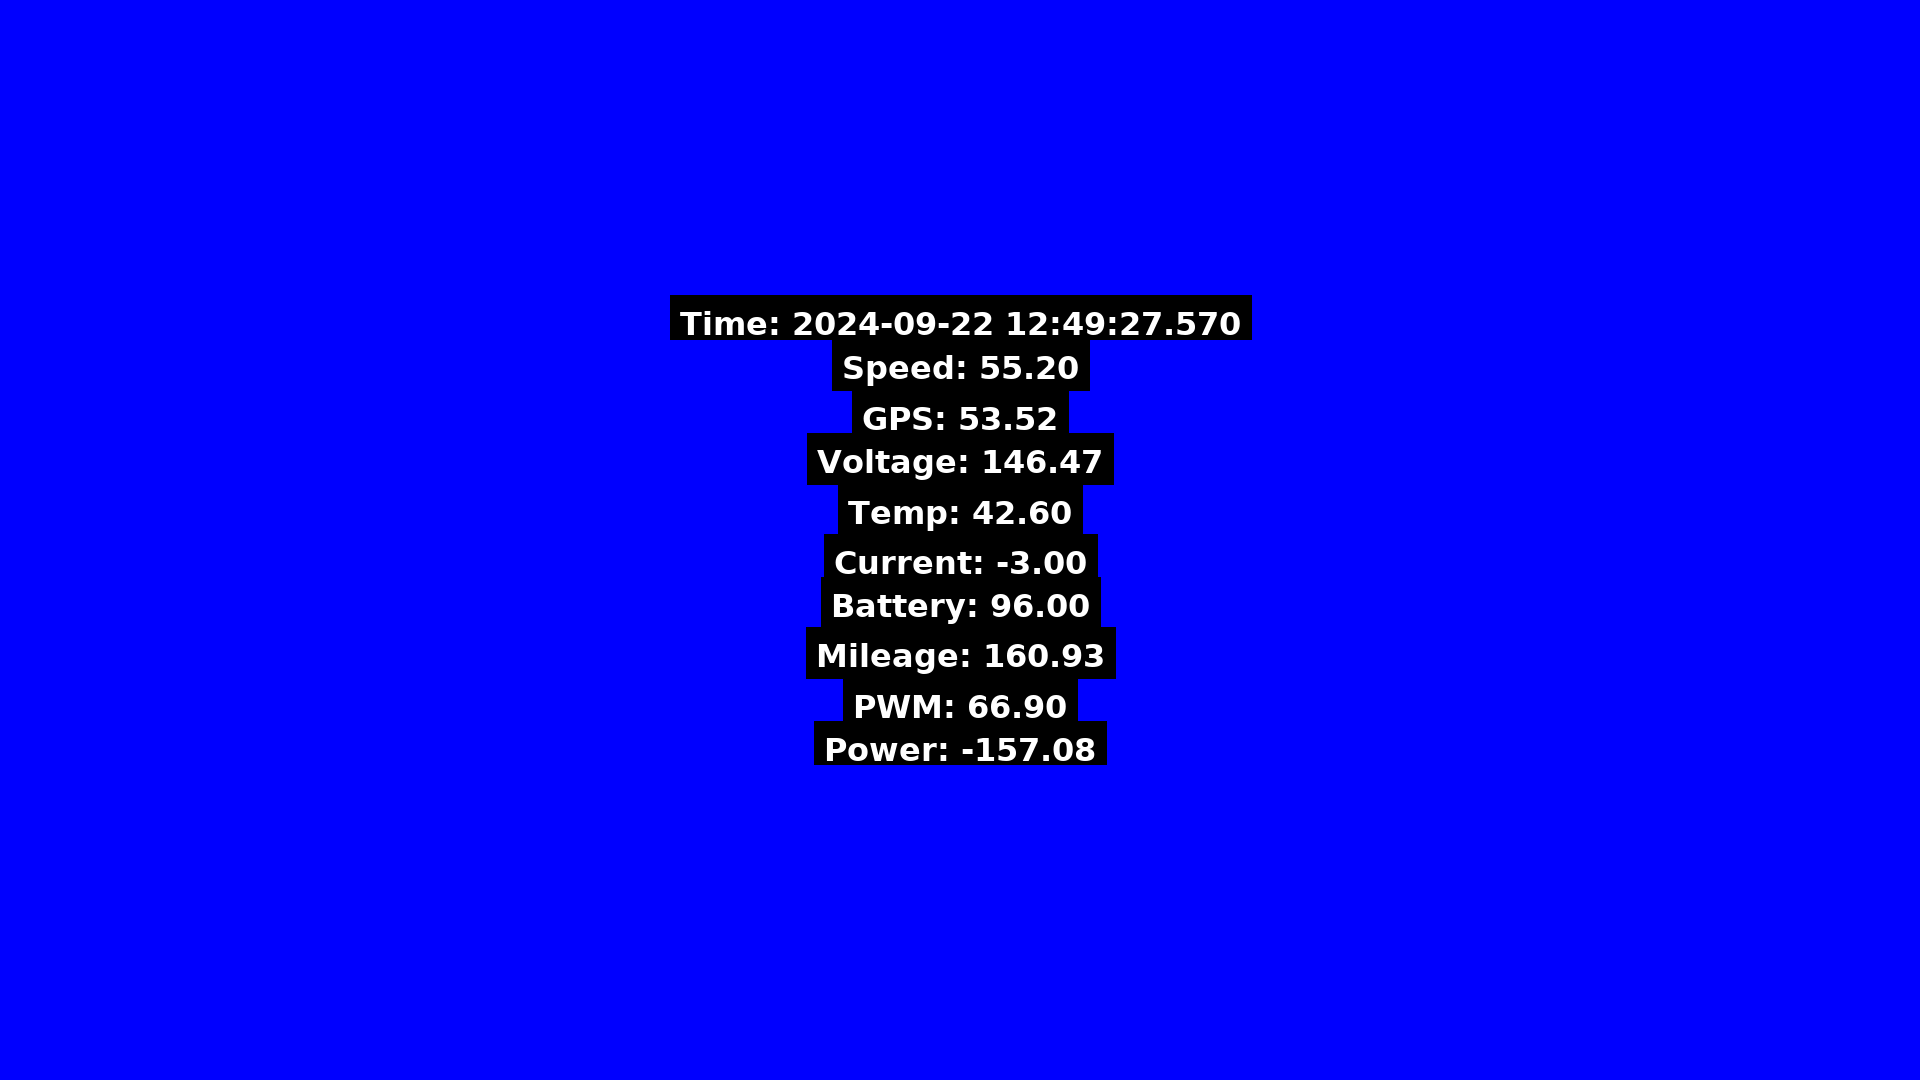 Time: 2024-09-22 12:49:27.570
Speed: 55.20
GPS: 53.52
Voltage: 146.47
Temp: 42.60
Current: -3.00
Battery: 96.00
Mileage: 160.93
PWM: 66.90
Power: -157.08